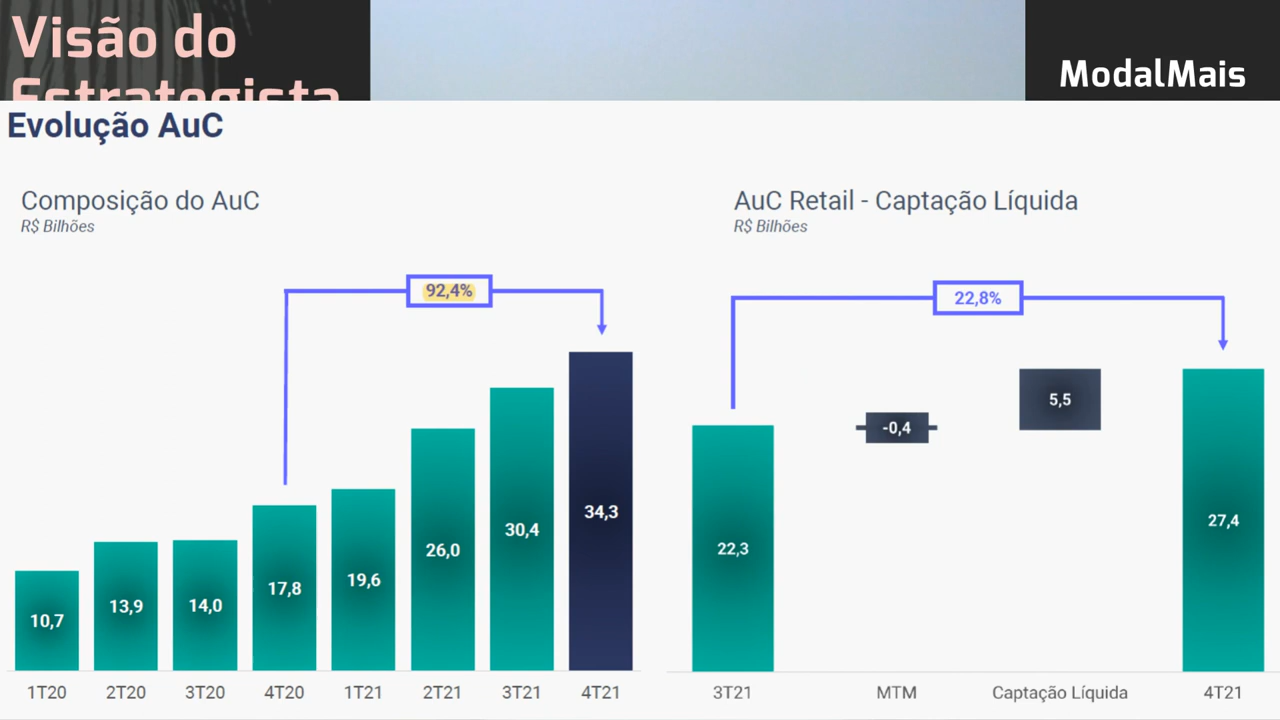 Visão do
Estrategista
ModalMais
Evolução AuC
Composição do AuC
R$ Bilhões
92,4%
10,7
13,9
14,0
17,8
19,6
26,0
30,4
34,3
1T20
2T20
3T20
4T20
1T21
2T21
3T21
4T21
AuC Retail - Captação Líquida
R$ Bilhões
22,8%
22,3
-0,4
5,5
27,4
3T21
MTM
Captação Líquida
4T21